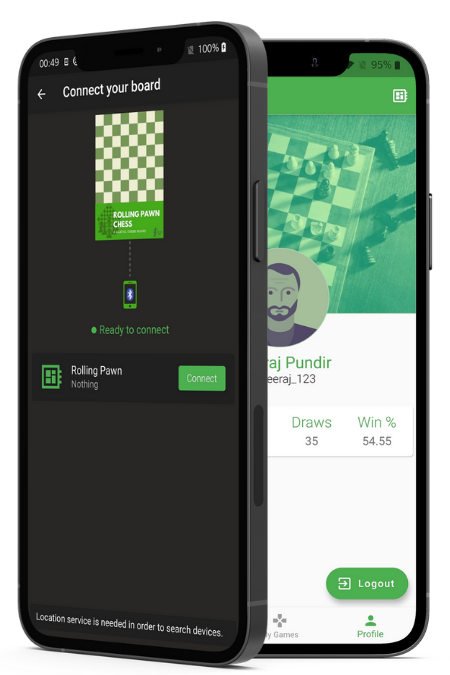 00:49
100%
Connect your board
ROLLING PAWN
CHESS
Ready to connect
Rolling Pawn
Nothing
Connect
Location service is needed in order to search devices.
95%
raj Pundir
eeraj_123
Draws
Win %
35
54.55
Logout
y Games
Profile